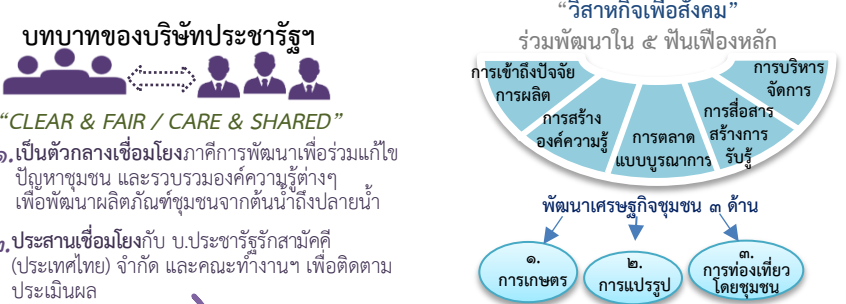 บทบาทของบริษัทประชารัฐฯ
“CLEAR & FAIR / CARE & SHARED”
๑.เป็นตัวกลางเชื่อมโยงภาคีการพัฒนาเพื่อร่วมแก้ไข
ปัญหาชุมชน และรวบรวมองค์ความรู้ต่างๆ
เพื่อพัฒนาผลิตภัณฑ์ชุมชนจากต้นน้ำถึงปลายน้ำ
๒.ประสานเชื่อมโยงกับ บ.ประชารัฐรักสามัคคี
(ประเทศไทย) จำกัด และคณะทำงานฯ เพื่อติดตาม
ประเมินผล
“วิสาหกิจเพื่อสังคม”
ร่วมพัฒนาใน ๕ ฟันเฟืองหลัก
การเข้าถึงปัจจัย
การผลิต
การสร้าง
องค์ความรู้
การตลาด
แบบบูรณาการ
การสื่อสาร
สร้างการ
รับรู้
การบริหาร
จัดการ
พัฒนาเศรษฐกิจชุมชน ๓ ด้าน
๑.
การเกษตร
๒.
การแปรรูป
๓.
การท่องเที่ยว
โดยชุมชน